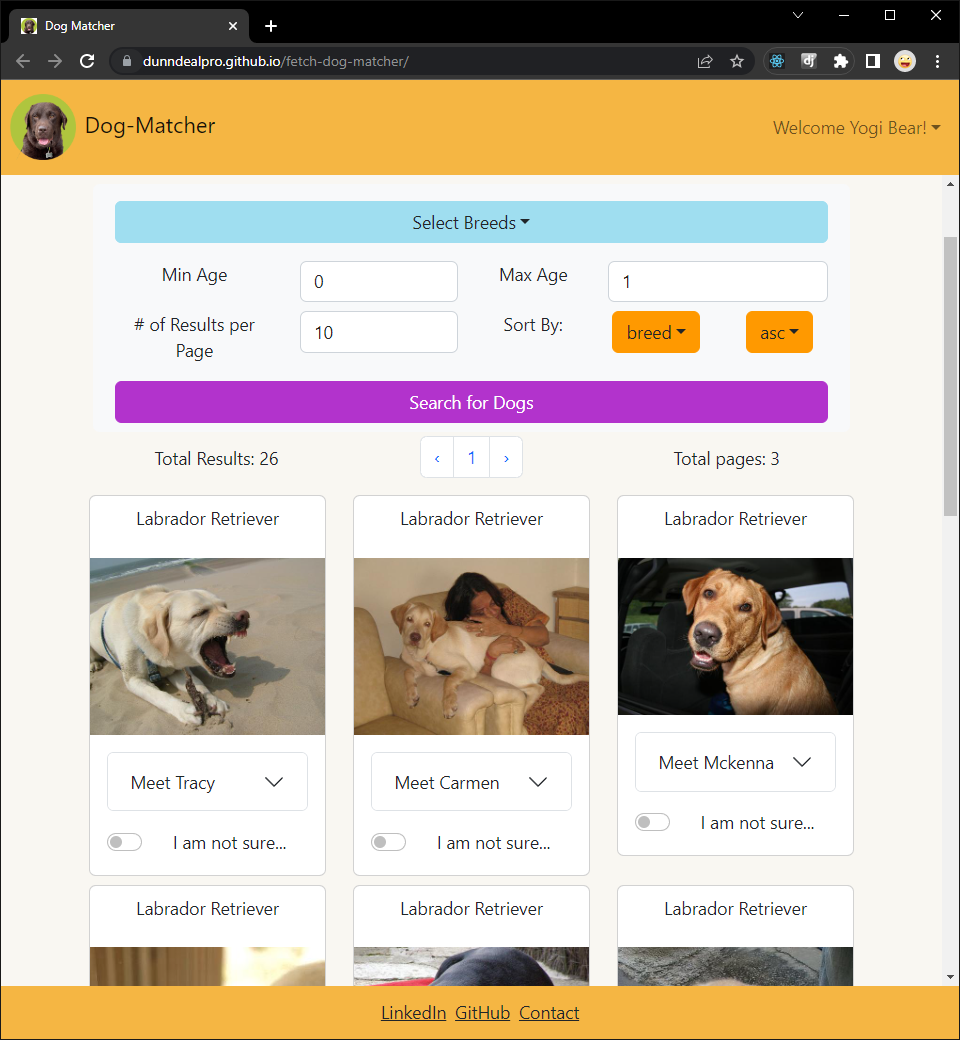 Dog Matcher
dunndealpro.github.io/fetch-dog-matcher/
dj
Dog-Matcher
Welcome Yogi Bear!
Select Breeds
Min Age 0 Max Age 1
# of Results per Page 10 Sort By: breed asc
Search for Dogs
Total Results: 26 ‹ 1 › Total pages: 3
Labrador Retriever Labrador Retriever Labrador Retriever
Meet Tracy Meet Carmen Meet Mckenna
I am not sure... I am not sure... I am not sure...
Labrador Retriever Labrador Retriever Labrador Retriever
LinkedIn GitHub Contact